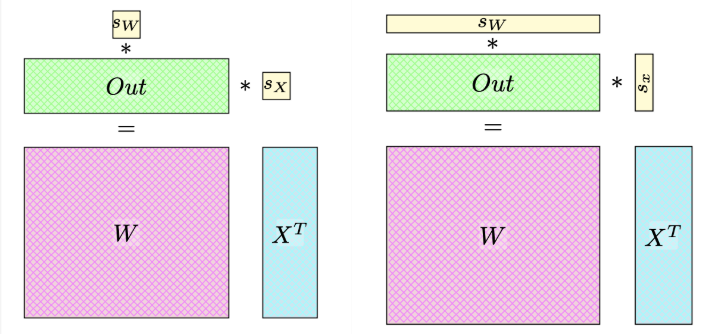 s_W
*
Out * s_X
=
W X^T
s_W
*
Out * s_x
=
W X^T